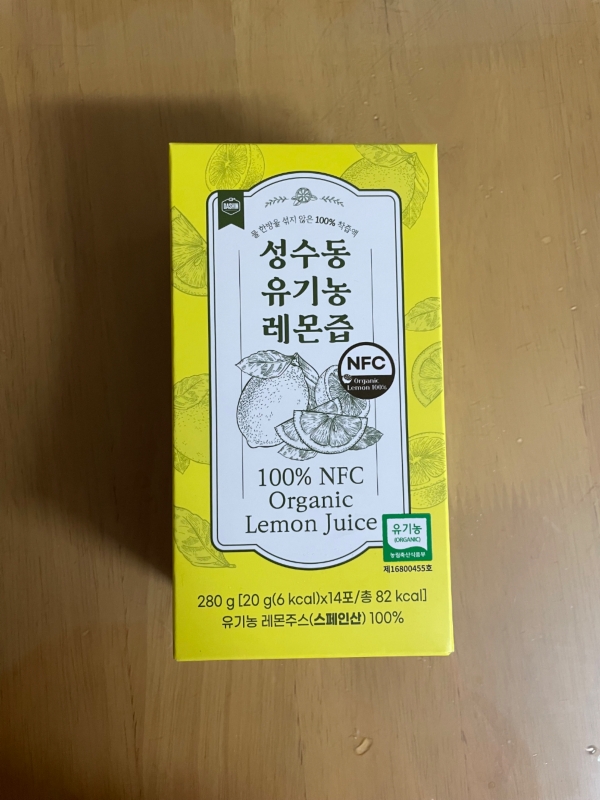 DASHIN
물 한방울 섞지 않은 100% 착즙액
성수동
유기농
레몬즙
NFC
Organic
Lemon 100%
100% NFC
Organic
Lemon Juice
유기농
(ORGANIC)
농림축산식품부
제16800455호
280 g [20 g(6 kcal)x14포/총 82 kcal]
유기농 레몬주스(스페인산) 100%